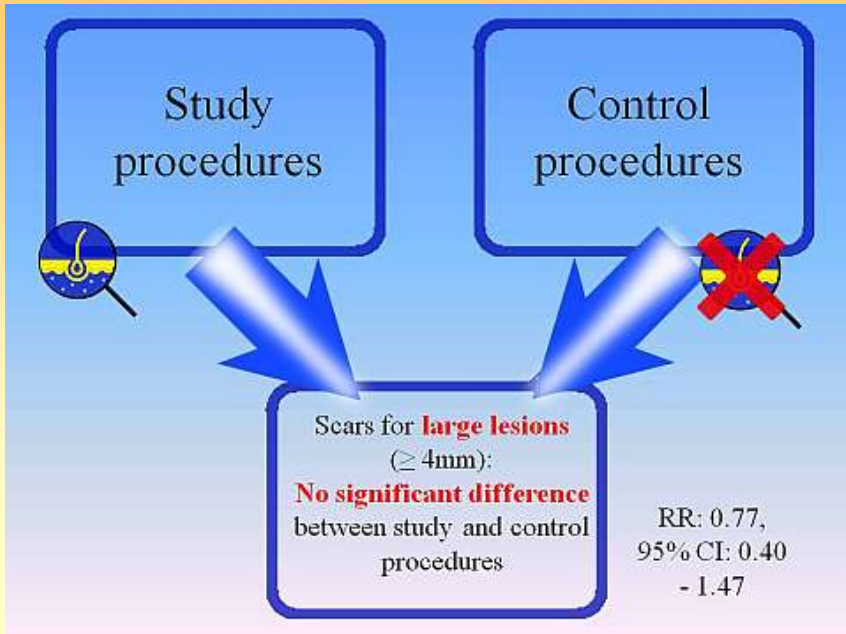 Study
procedures
Control
procedures
Scars for large lesions
(≥ 4mm):
No significant difference
between study and control
procedures
RR: 0.77,
95% CI: 0.40
- 1.47